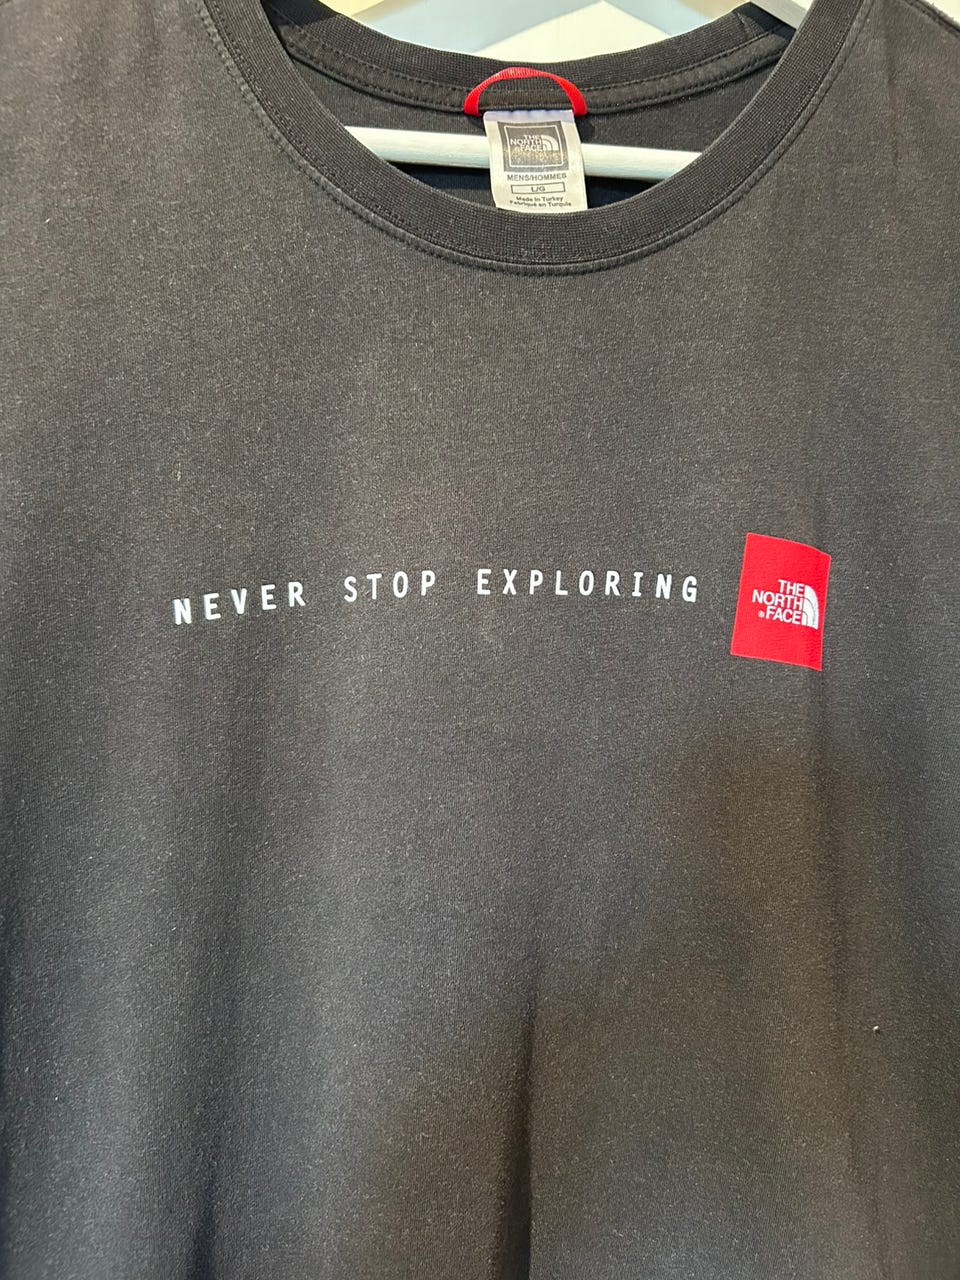 THE
NORTH
FACE
MENS/HOMMES
L/G
Made in Turkey
Fabriqué en Turquie
NEVER STOP EXPLORING
THE
NORTH
®FACE